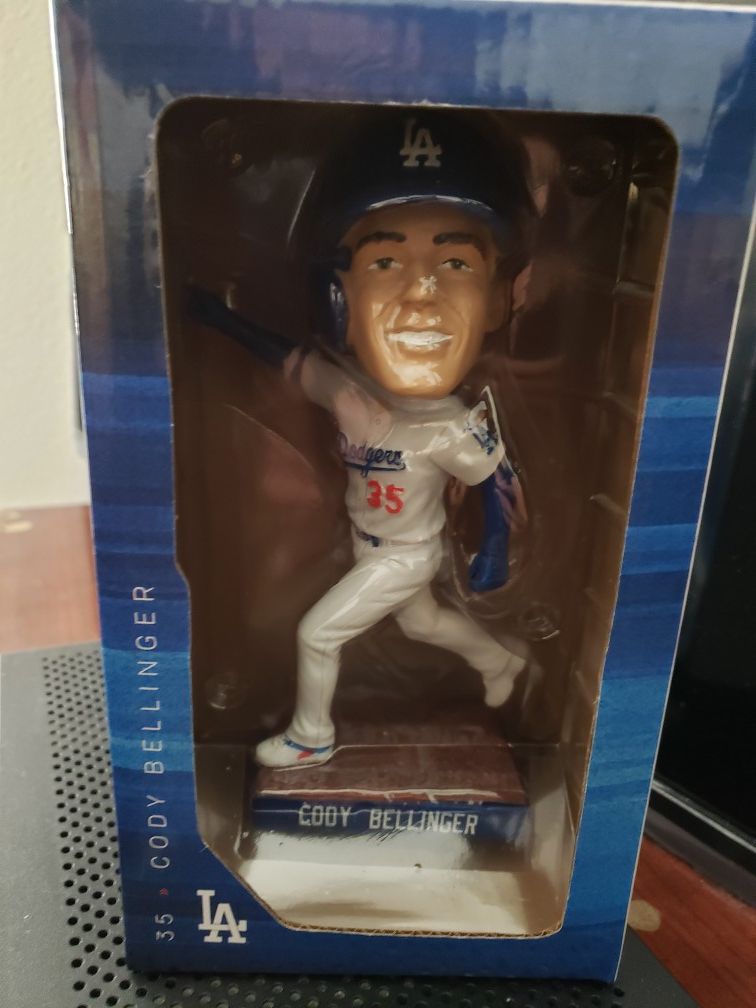 LA
Dodgers
35
CODY BELLINGER
35 » CODY BELLINGER
LA